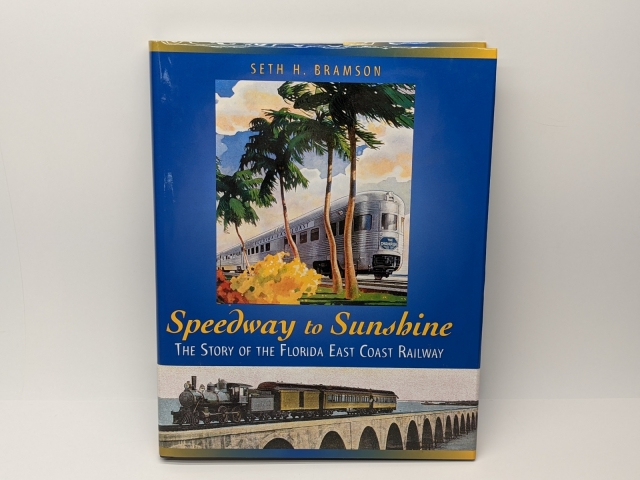 SETH H. BRAMSON
Speedway to Sunshine
THE STORY OF THE FLORIDA EAST COAST RAILWAY